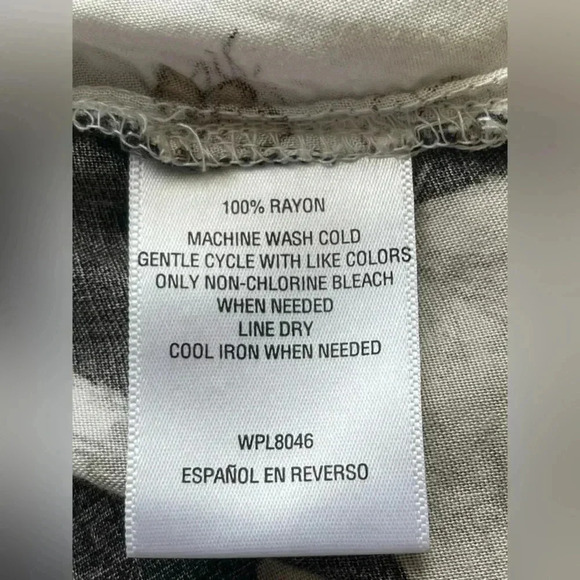 100% RAYON
MACHINE WASH COLD
GENTLE CYCLE WITH LIKE COLORS
ONLY NON-CHLORINE BLEACH
WHEN NEEDED
LINE DRY
COOL IRON WHEN NEEDED
WPL8046
ESPAÑOL EN REVERSO